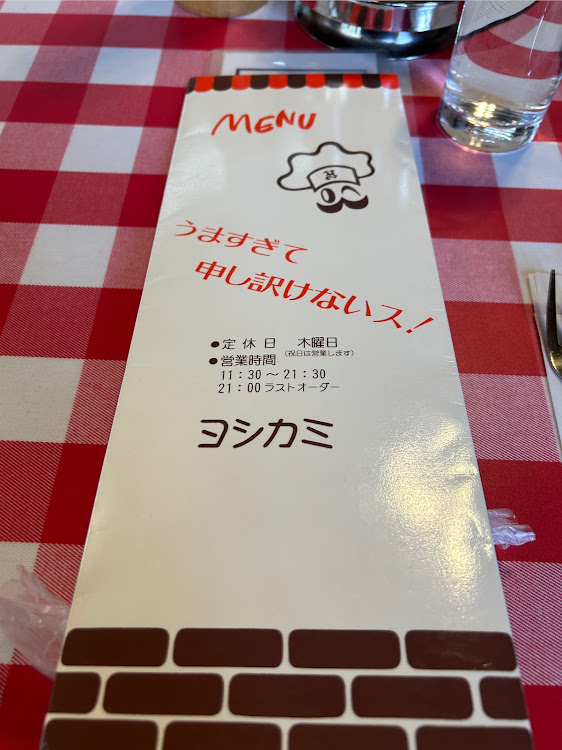 MENU
うますぎて
申し訳けないス!
●定休日 木曜日
(祝日は営業します)
●営業時間
11:30～21:30
21:00ラストオーダー
ヨシカミ